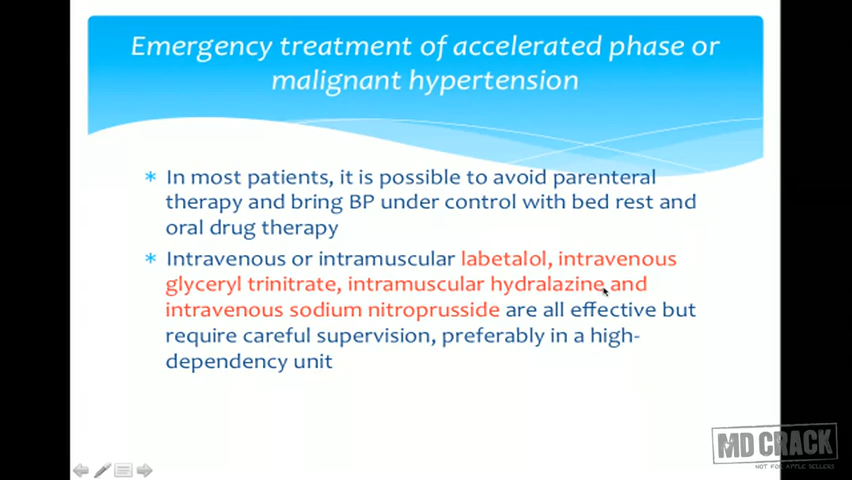 Emergency treatment of accelerated phase or
malignant hypertension
* In most patients, it is possible to avoid parenteral
therapy and bring BP under control with bed rest and
oral drug therapy
* Intravenous or intramuscular labetalol, intravenous
glyceryl trinitrate, intramuscular hydralazine and
intravenous sodium nitroprusside are all effective but
require careful supervision, preferably in a high-
dependency unit
MD CRACK
NOT FOR APPLE SELLERS